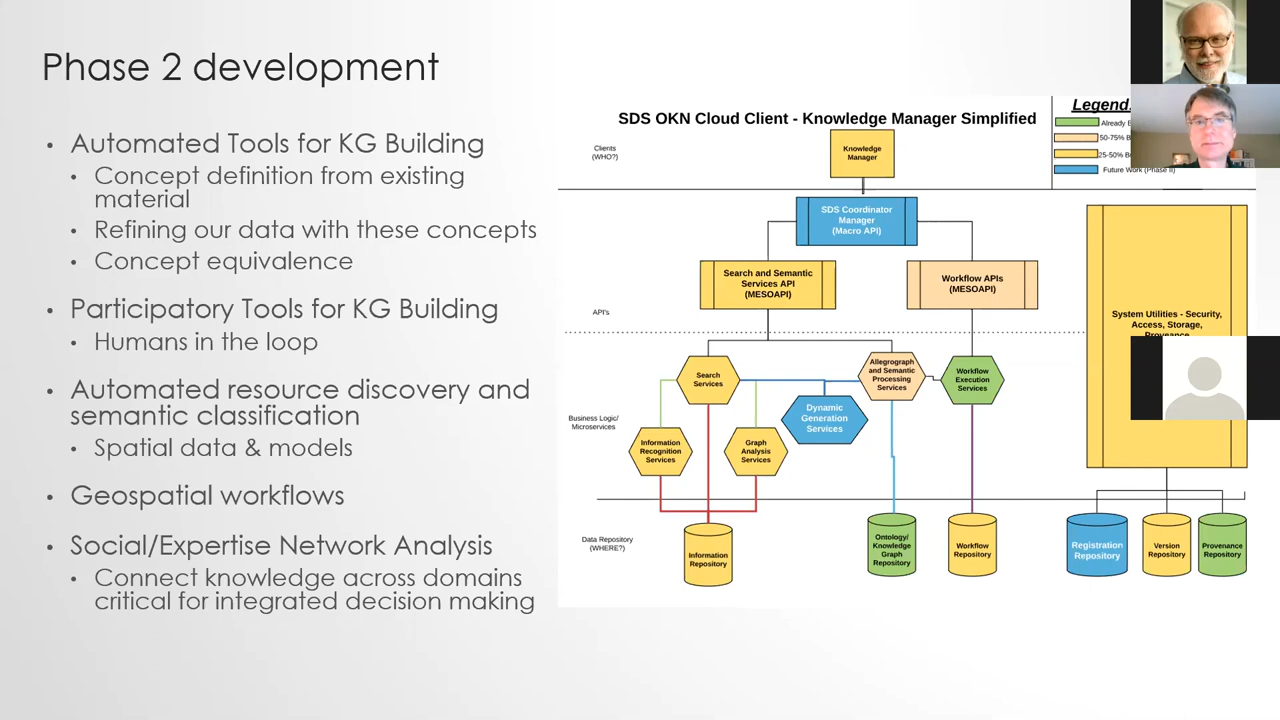 Phase 2 development
• Automated Tools for KG Building
• Concept definition from existing
material
• Refining our data with these concepts
• Concept equivalence
• Participatory Tools for KG Building
• Humans in the loop
• Automated resource discovery and
semantic classification
• Spatial data & models
• Geospatial workflows
• Social/Expertise Network Analysis
• Connect knowledge across domains
critical for integrated decision making
SDS OKN Cloud Client - Knowledge Manager Simplified
Legend
Already
50-75%
25-50%
Future Work (Phase II)
Clients
(WHO?)
Knowledge
Manager
SDS Coordinator
Manager
(Macro API)
Search and Semantic
Services API
(MESOAPI)
Workflow APIs
(MESOAPI)
API's
System Utilities - Security,
Access, Storage,
Search
Services
Allegrograph
and Semantic
Processing
Services
Workflow
Execution
Services
Dynamic
Generation
Services
Business Logic/
Microservices
Information
Recognition
Services
Graph
Analysis
Services
Data Repository
(WHERE?)
Information
Repository
Ontology/
Knowledge
Graph
Repository
Workflow
Repository
Registration
Repository
Version
Repository
Provenance
Repository